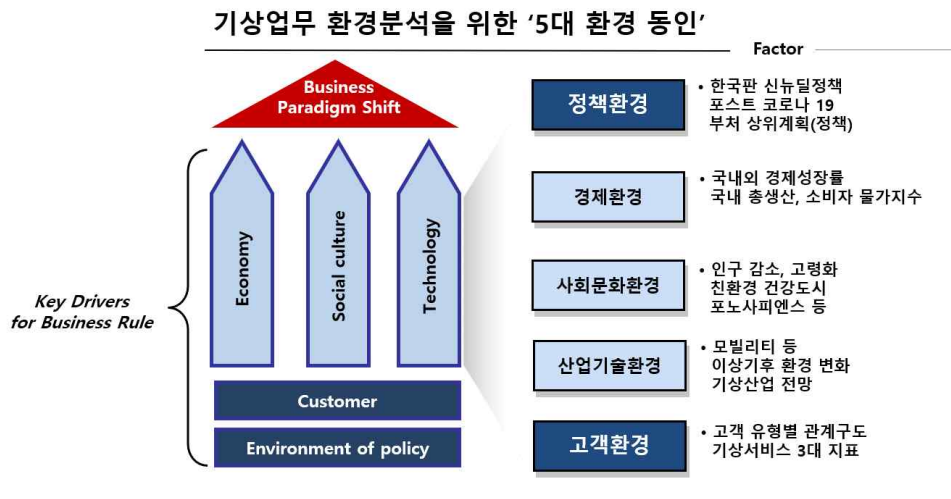 기상업무 환경분석을 위한 ‘5대 환경 동인’
Factor
Business
Paradigm Shift
Economy
Social culture
Technology
Key Drivers
for Business Rule
Customer
Environment of policy
정책환경
• 한국판 신뉴딜정책
포스트 코로나 19
부처 상위계획(정책)
경제환경
• 국내외 경제성장률
국내 총생산, 소비자 물가지수
사회문화환경
• 인구 감소, 고령화
친환경 건강도시
포노사피엔스 등
산업기술환경
• 모빌리티 등
이상기후 환경 변화
기상산업 전망
고객환경
• 고객 유형별 관계구도
기상서비스 3대 지표